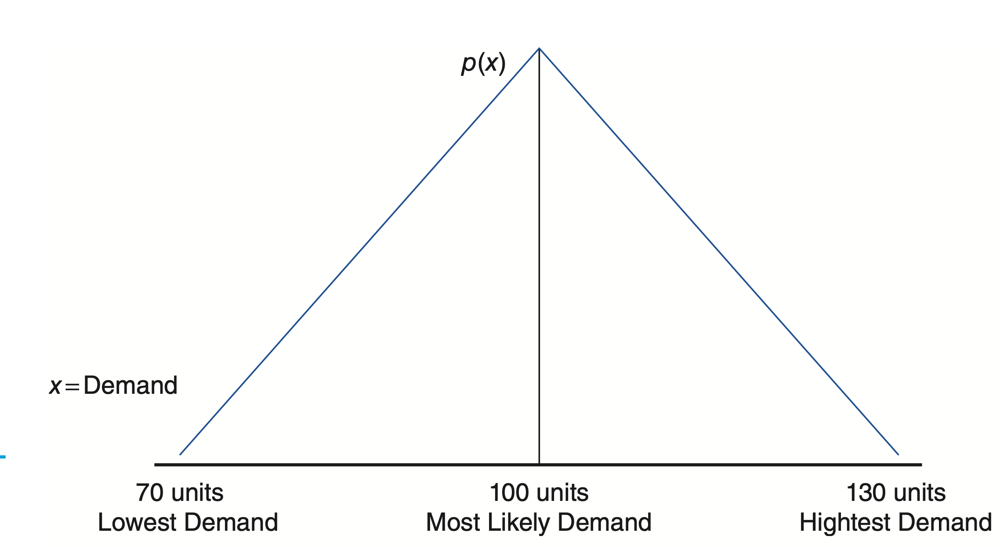 p(x)
x=Demand
70 units
Lowest Demand
100 units
Most Likely Demand
130 units
Hightest Demand